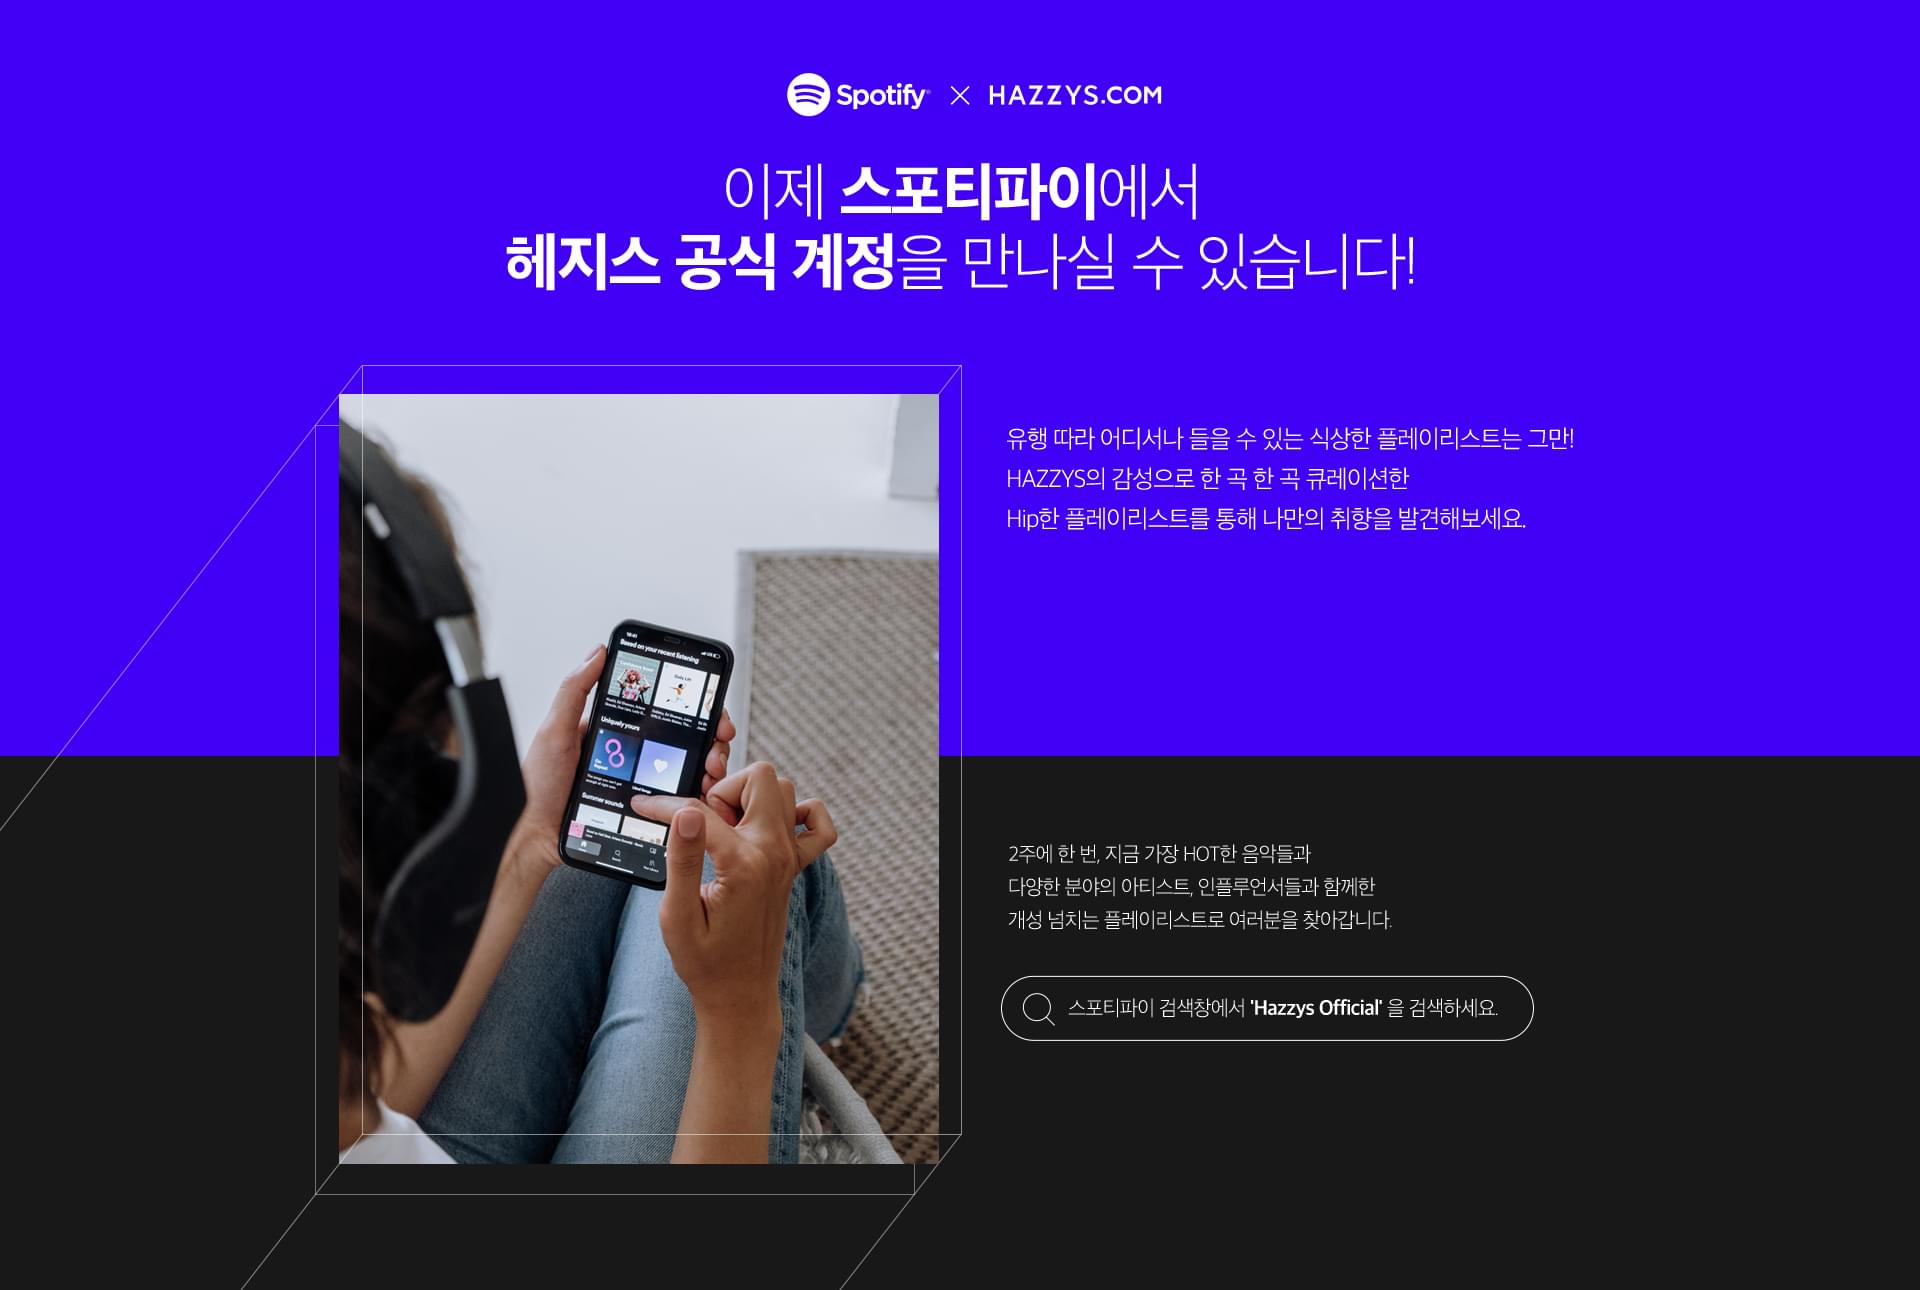 Spotify × HAZZYS.COM
이제 스포티파이에서
헤지스 공식 계정을 만나실 수 있습니다!
유행 따라 어디서나 들을 수 있는 식상한 플레이리스트는 그만!
HAZZYS의 감성으로 한 곡 한 곡 큐레이션한
Hip한 플레이리스트를 통해 나만의 취향을 발견해보세요.
Based on your recent listening
Uniquely yours
Summer sounds
2주에 한 번, 지금 가장 HOT한 음악들과
다양한 분야의 아티스트, 인플루언서들과 함께한
개성 넘치는 플레이리스트로 여러분을 찾아갑니다.
스포티파이 검색창에서 'Hazzys Official' 을 검색하세요.